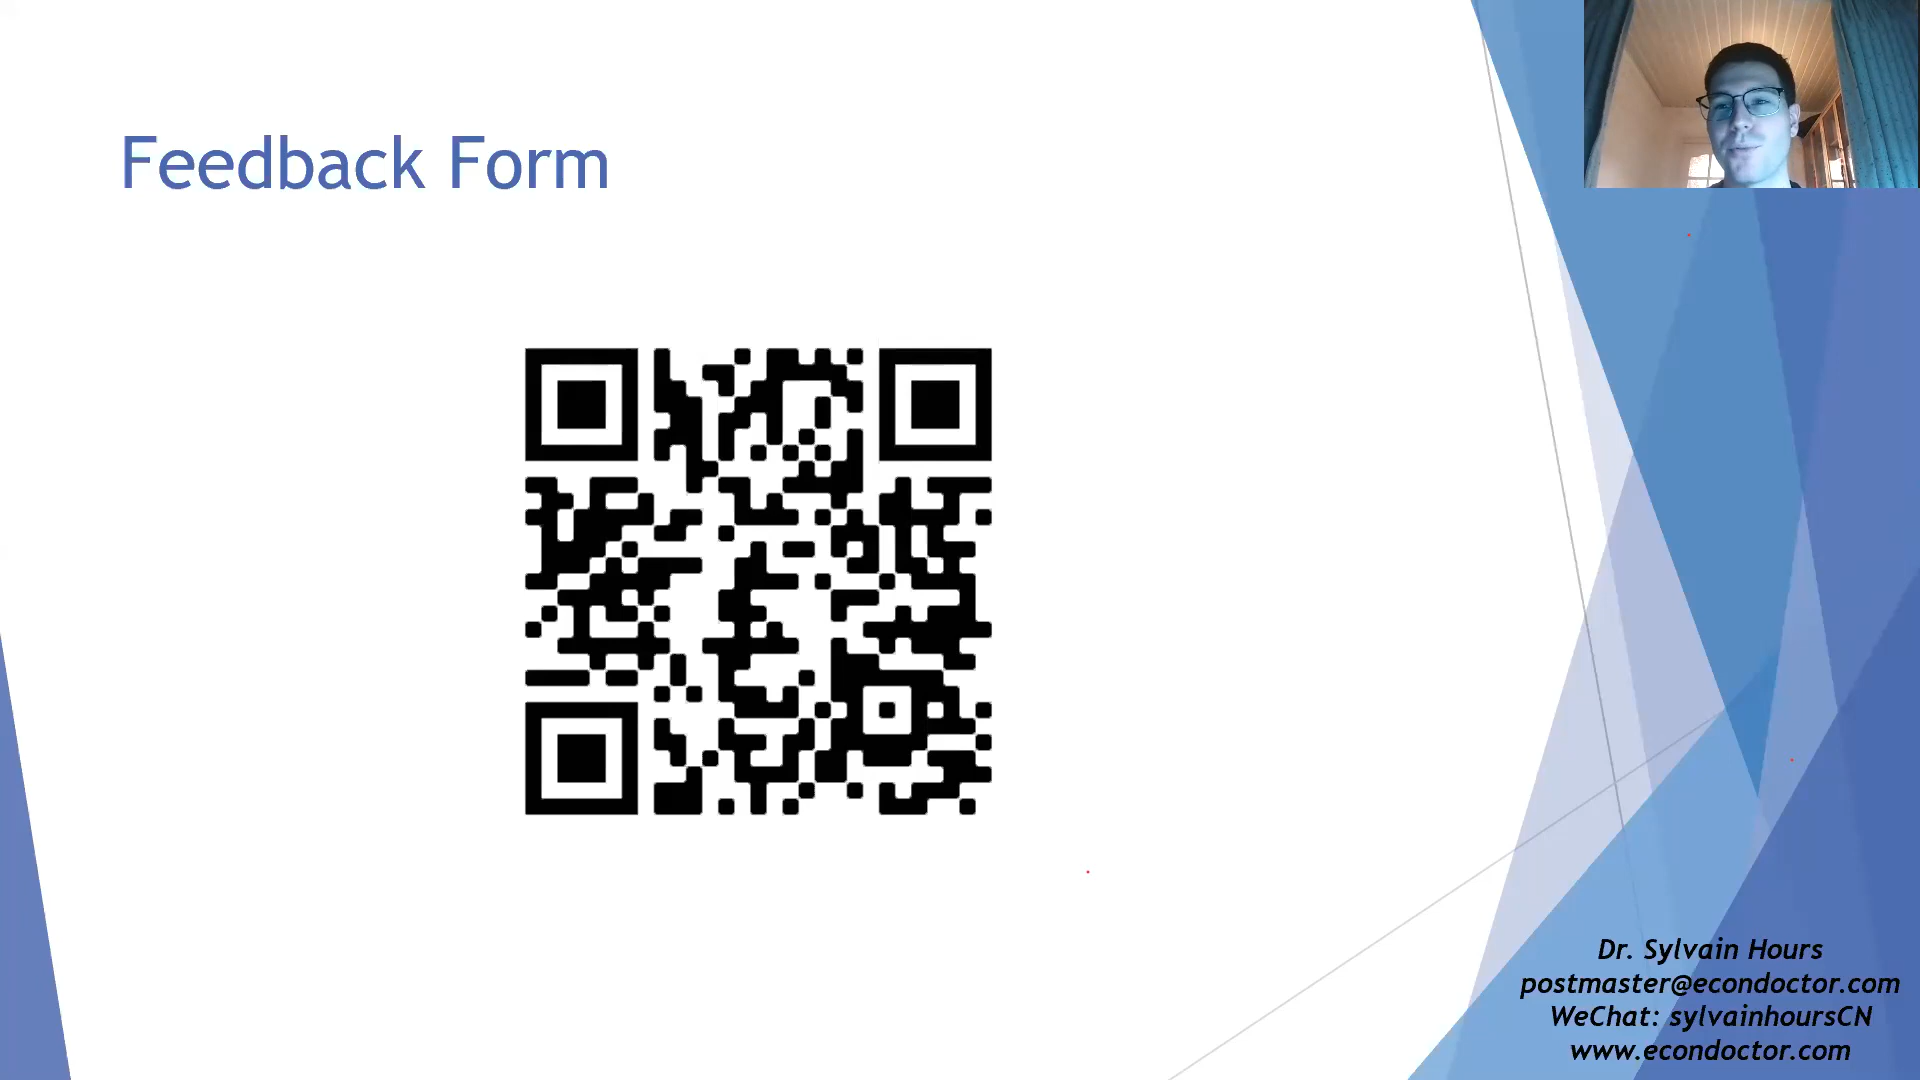 Feedback Form
Dr. Sylvain Hours
postmaster@econdoctor.com
WeChat: sylvainhoursCN
www.econdoctor.com